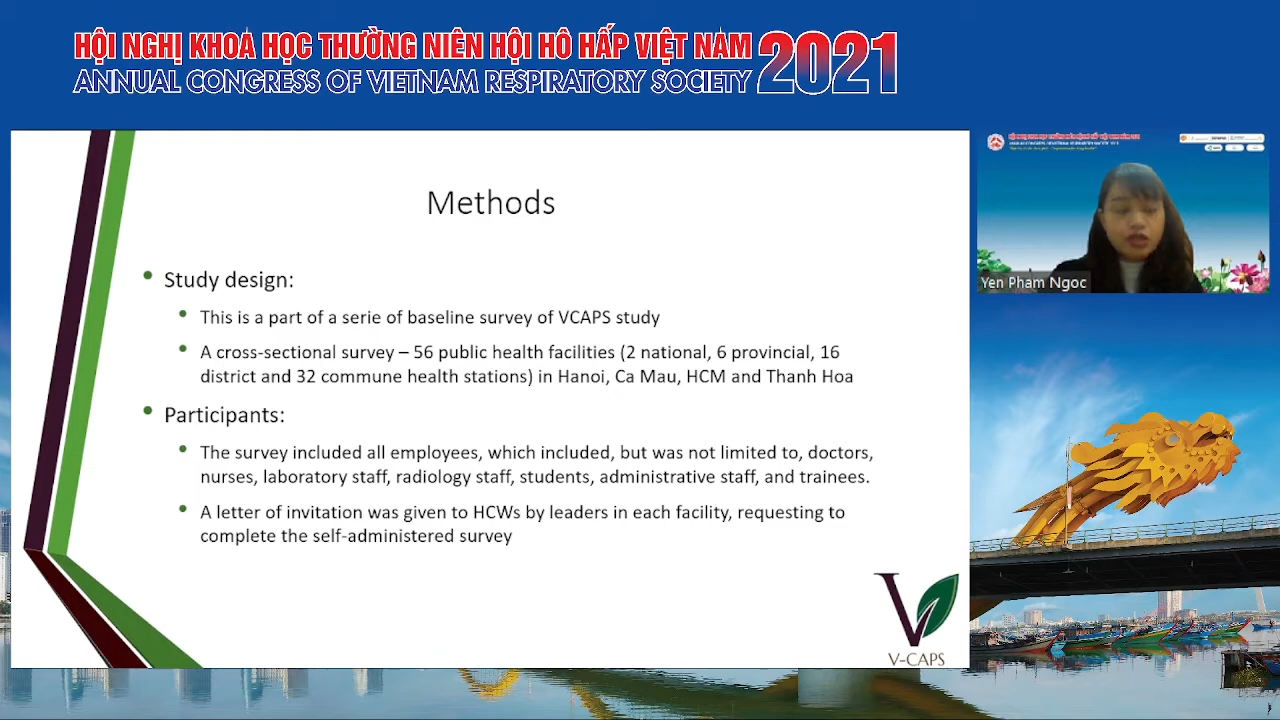 HỘI NGHỊ KHOA HỌC THƯỜNG NIÊN HỘI HÔ HẤP VIỆT NAM 2021
ANNUAL CONGRESS OF VIETNAM RESPIRATORY SOCIETY
Methods
Study design:
This is a part of a serie of baseline survey of VCAPS study
A cross-sectional survey – 56 public health facilities (2 national, 6 provincial, 16
district and 32 commune health stations) in Hanoi, Ca Mau, HCM and Thanh Hoa
Participants:
The survey included all employees, which included, but was not limited to, doctors,
nurses, laboratory staff, radiology staff, students, administrative staff, and trainees.
A letter of invitation was given to HCWs by leaders in each facility, requesting to
complete the self-administered survey
V-CAPS
Yen Pham Ngoc